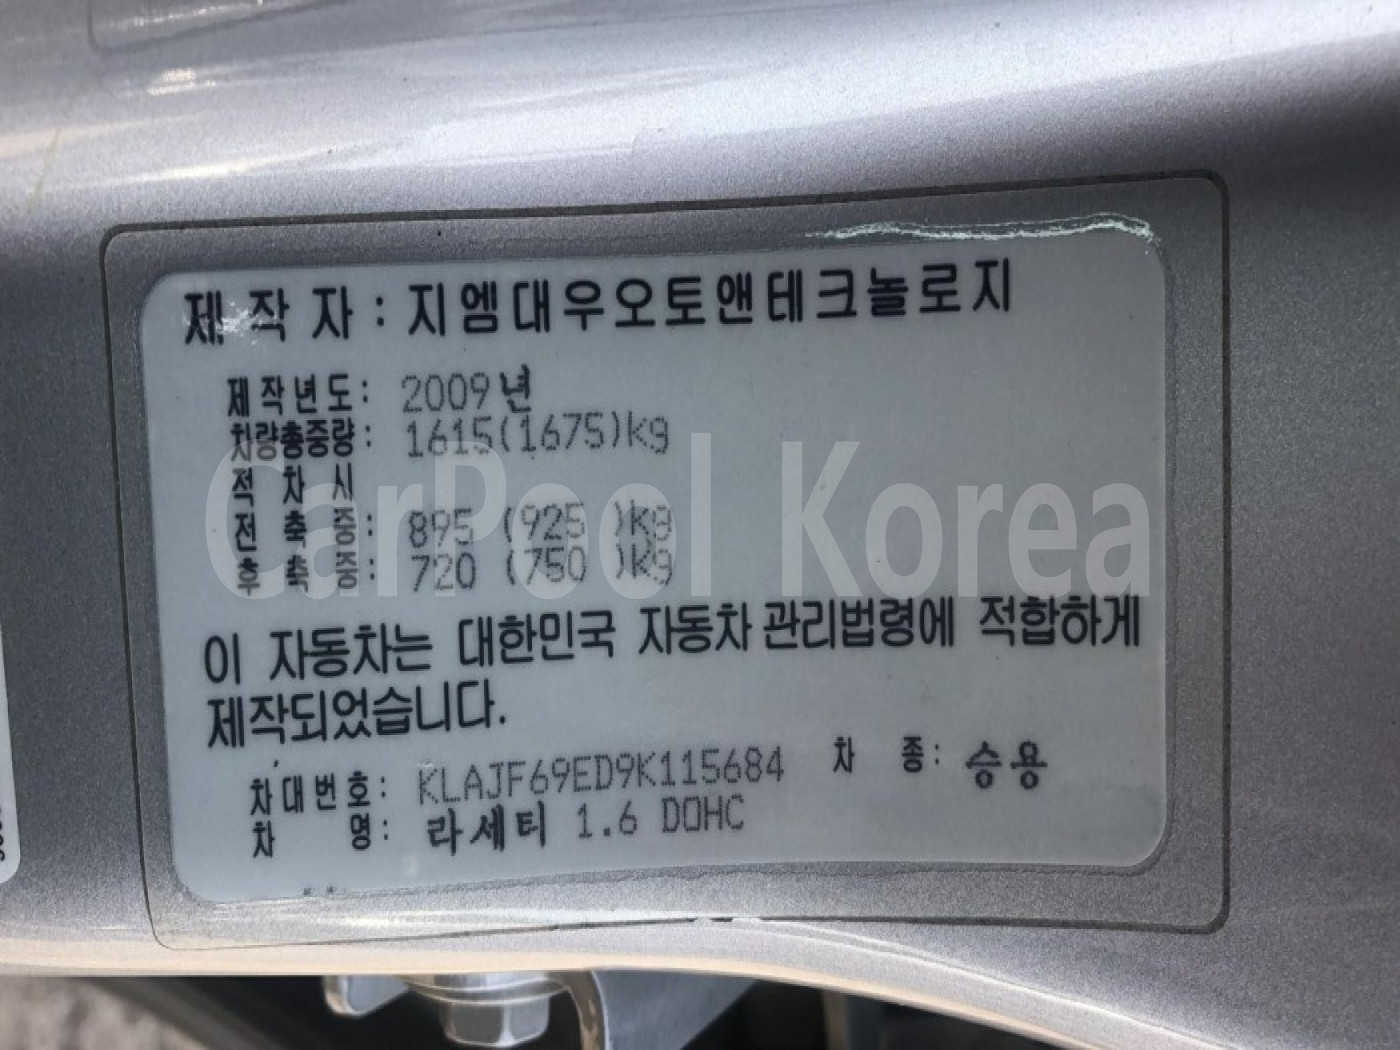 제 작 자 : 지엠대우오토앤테크놀로지
제작년도 : 2009년
차량총중량 : 1615(1675)kg
적 차 시
전 축 중 : 895 (925 )kg
후 축 중 : 720 (750 )kg
이 자동차는 대한민국 자동차 관리법령에 적합하게
제작되었습니다.
차대번호 : KLAJF69ED9K115684 차 종 : 승용
차 명 : 라세티 1.6 DOHC
CarPool Korea